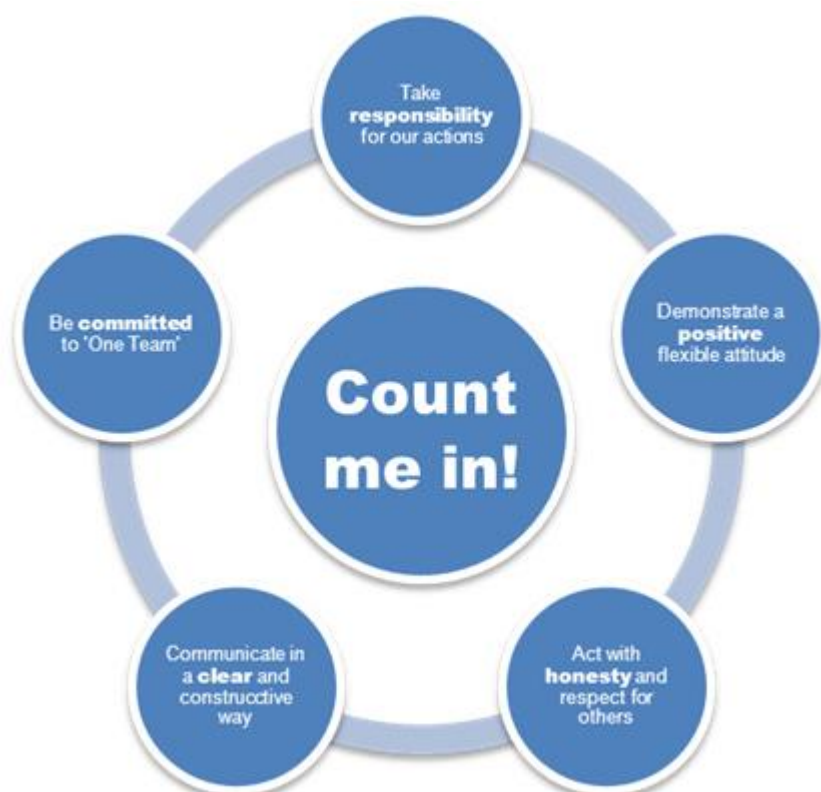 Take
responsibility
for our actions
Demonstrate a
positive
flexible attitude
Act with
honesty and
respect for
others
Communicate in
a clear and
construcctive
way
Be committed
to 'One Team'
Count
me in!